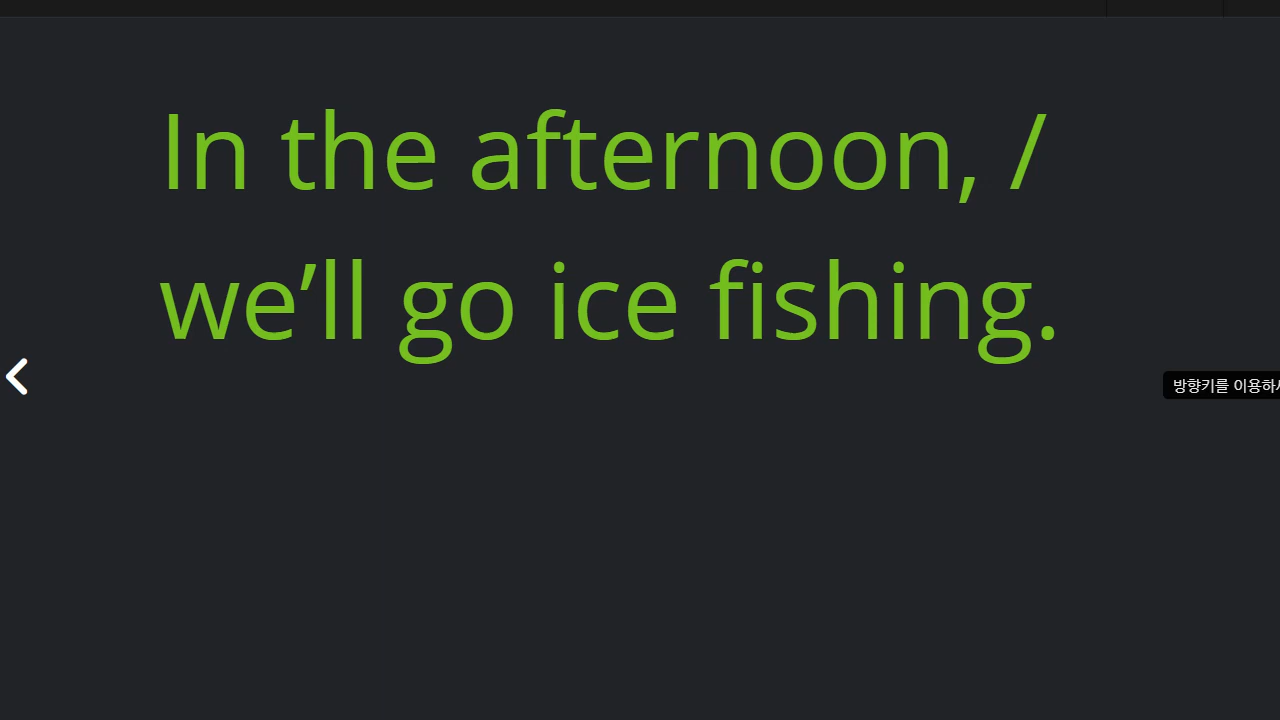 In the afternoon, /
we’ll go ice fishing.
방향키를 이용하